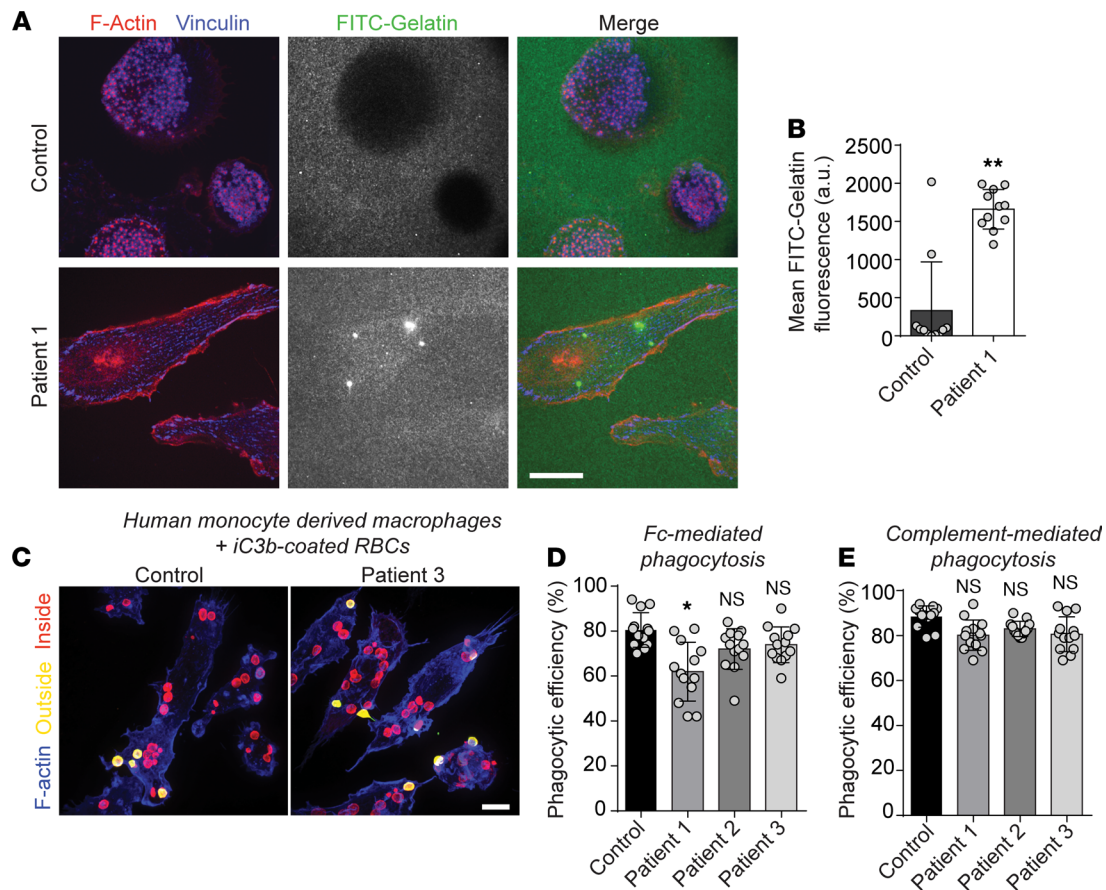 A
F-Actin Vinculin
FITC-Gelatin
Merge
Control
Patient 1
B
Mean FITC-Gelatin
fluorescence (a.u.)
2500
2000
1500
1000
500
0
**
Control
Patient 1
Human monocyte derived macrophages
+ iC3b-coated RBCs
C
Control
Patient 3
F-actin Outside Inside
D
Fc-mediated
phagocytosis
Phagocytic efficiency (%)
100
80
60
40
20
0
*
NS
NS
Control
Patient 1
Patient 2
Patient 3
E
Complement-mediated
phagocytosis
Phagocytic efficiency (%)
100
80
60
40
20
0
NS
NS
NS
Control
Patient 1
Patient 2
Patient 3